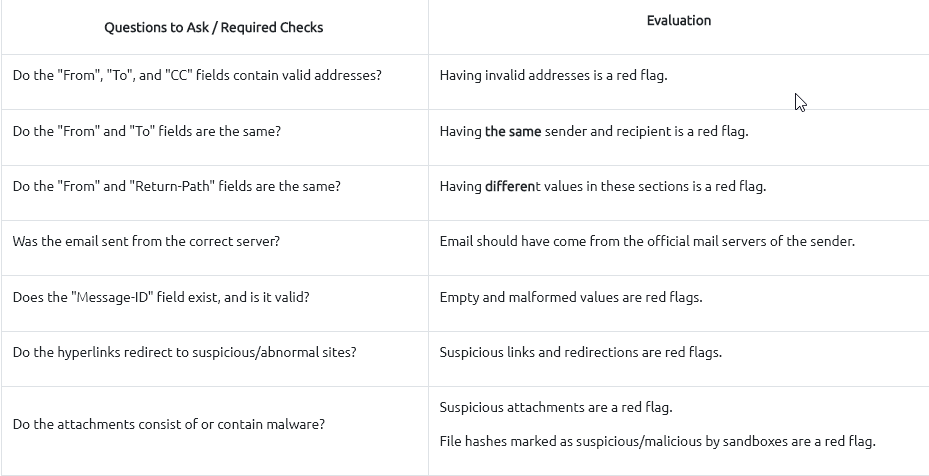 Questions to Ask / Required Checks
Evaluation
Do the "From", "To", and "CC" fields contain valid addresses?
Having invalid addresses is a red flag.
Do the "From" and "To" fields are the same?
Having the same sender and recipient is a red flag.
Do the "From" and "Return-Path" fields are the same?
Having different values in these sections is a red flag.
Was the email sent from the correct server?
Email should have come from the official mail servers of the sender.
Does the "Message-ID" field exist, and is it valid?
Empty and malformed values are red flags.
Do the hyperlinks redirect to suspicious/abnormal sites?
Suspicious links and redirections are red flags.
Do the attachments consist of or contain malware?
Suspicious attachments are a red flag.
File hashes marked as suspicious/malicious by sandboxes are a red flag.